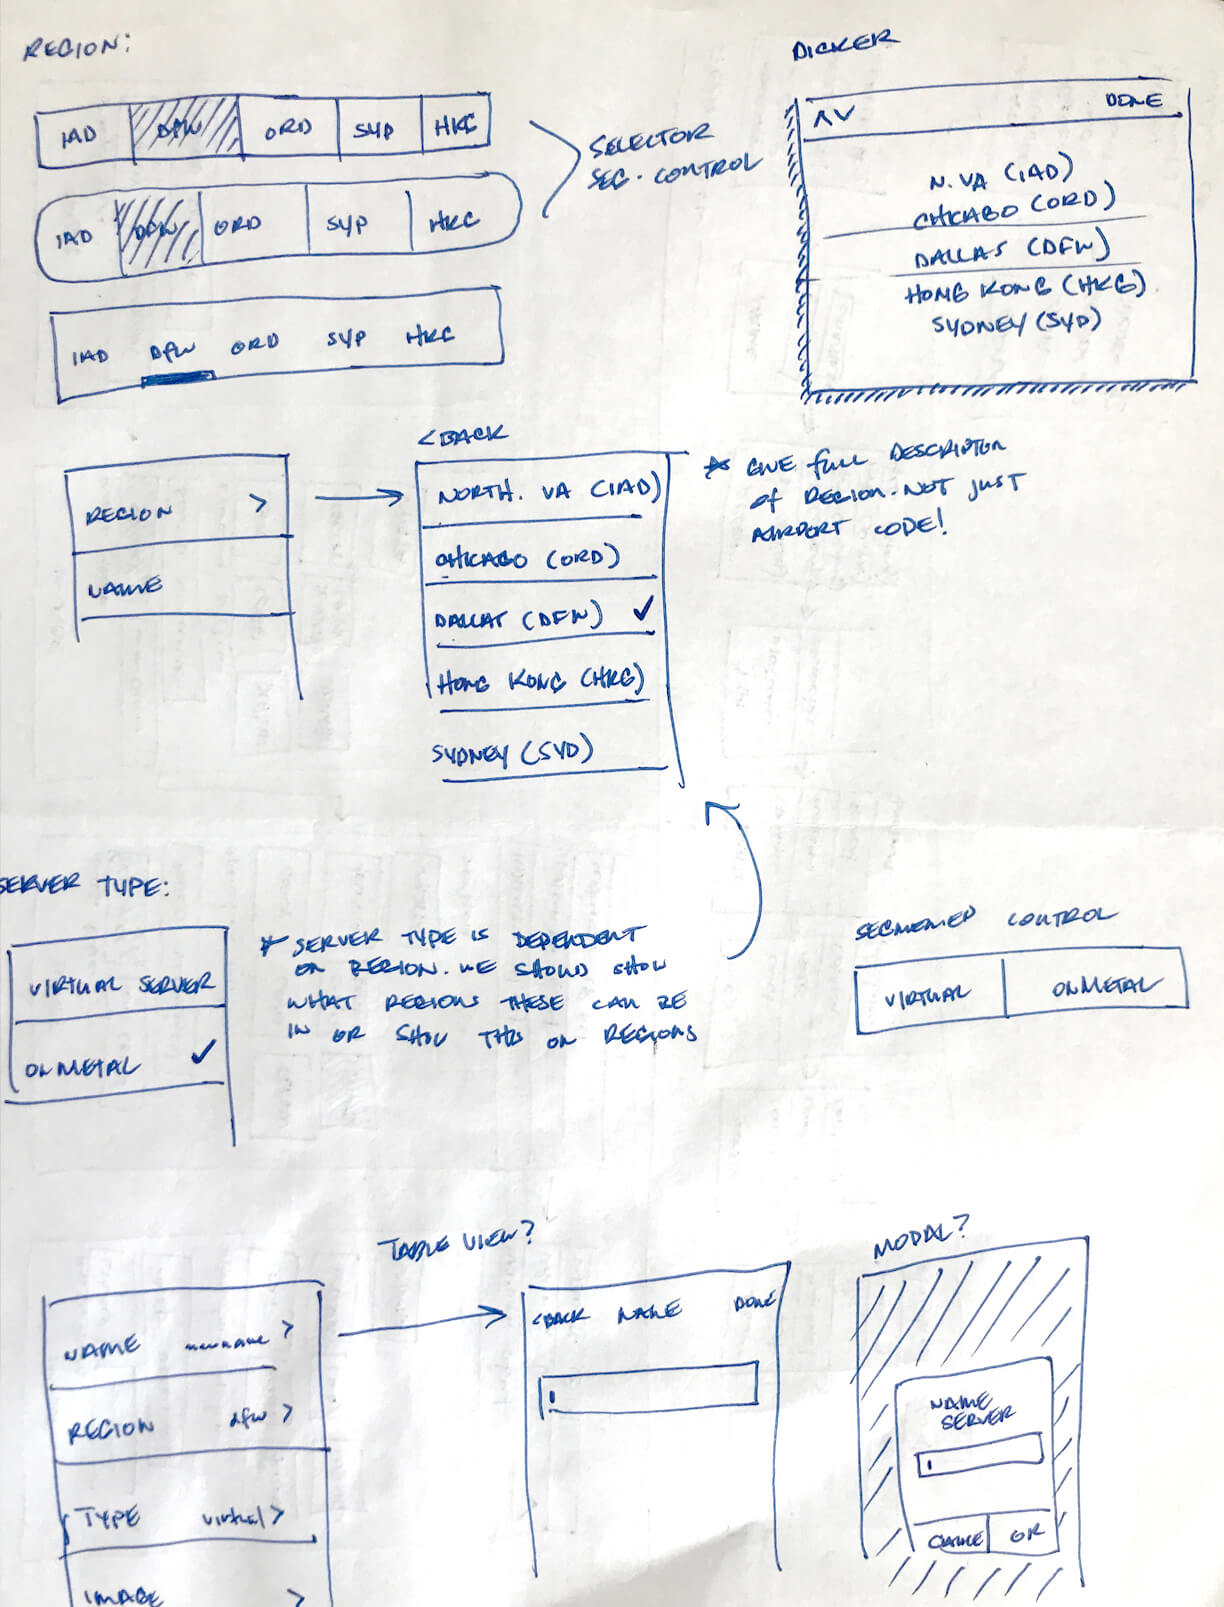 REGION:
IAD DFW ORD SYD HKG
IAD DFW ORD SYD HKG
SELECTOR
SEG. CONTROL
IAD DFW ORD SYD HKG
PICKER
DONE
N. VA (IAD)
CHICAGO (ORD)
DALLAS (DFW)
HONG KONG (HKG)
SYDNEY (SYD)
REGION >
NAME
<BACK
NORTH. VA (IAD)
CHICAGO (ORD)
DALLAS (DFW) ✓
HONG KONG (HKG)
SYDNEY (SYD)
* GIVE full DESCRIPTION
of REGION. NOT just
AIRPORT CODE!
SERVER TYPE:
VIRTUAL SERVER
ONMETAL ✓
* SERVER TYPE IS DEPENDENT
ON REGION. WE SHOULD SHOW
WHAT REGIONS THESE CAN BE
IN OR SHOW THIS ON REGIONS
SEGMENTED CONTROL
VIRTUAL ONMETAL
TABLE VIEW?
NAME newname >
REGION dfw >
TYPE virtual >
IMAGE >
<BACK NAME DONE
MODAL?
NAME
SERVER
OK